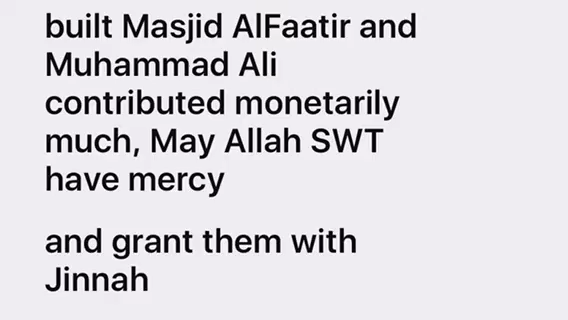 built Masjid AlFaatir and
Muhammad Ali
contributed monetarily
much, May Allah SWT
have mercy
and grant them with
Jinnah